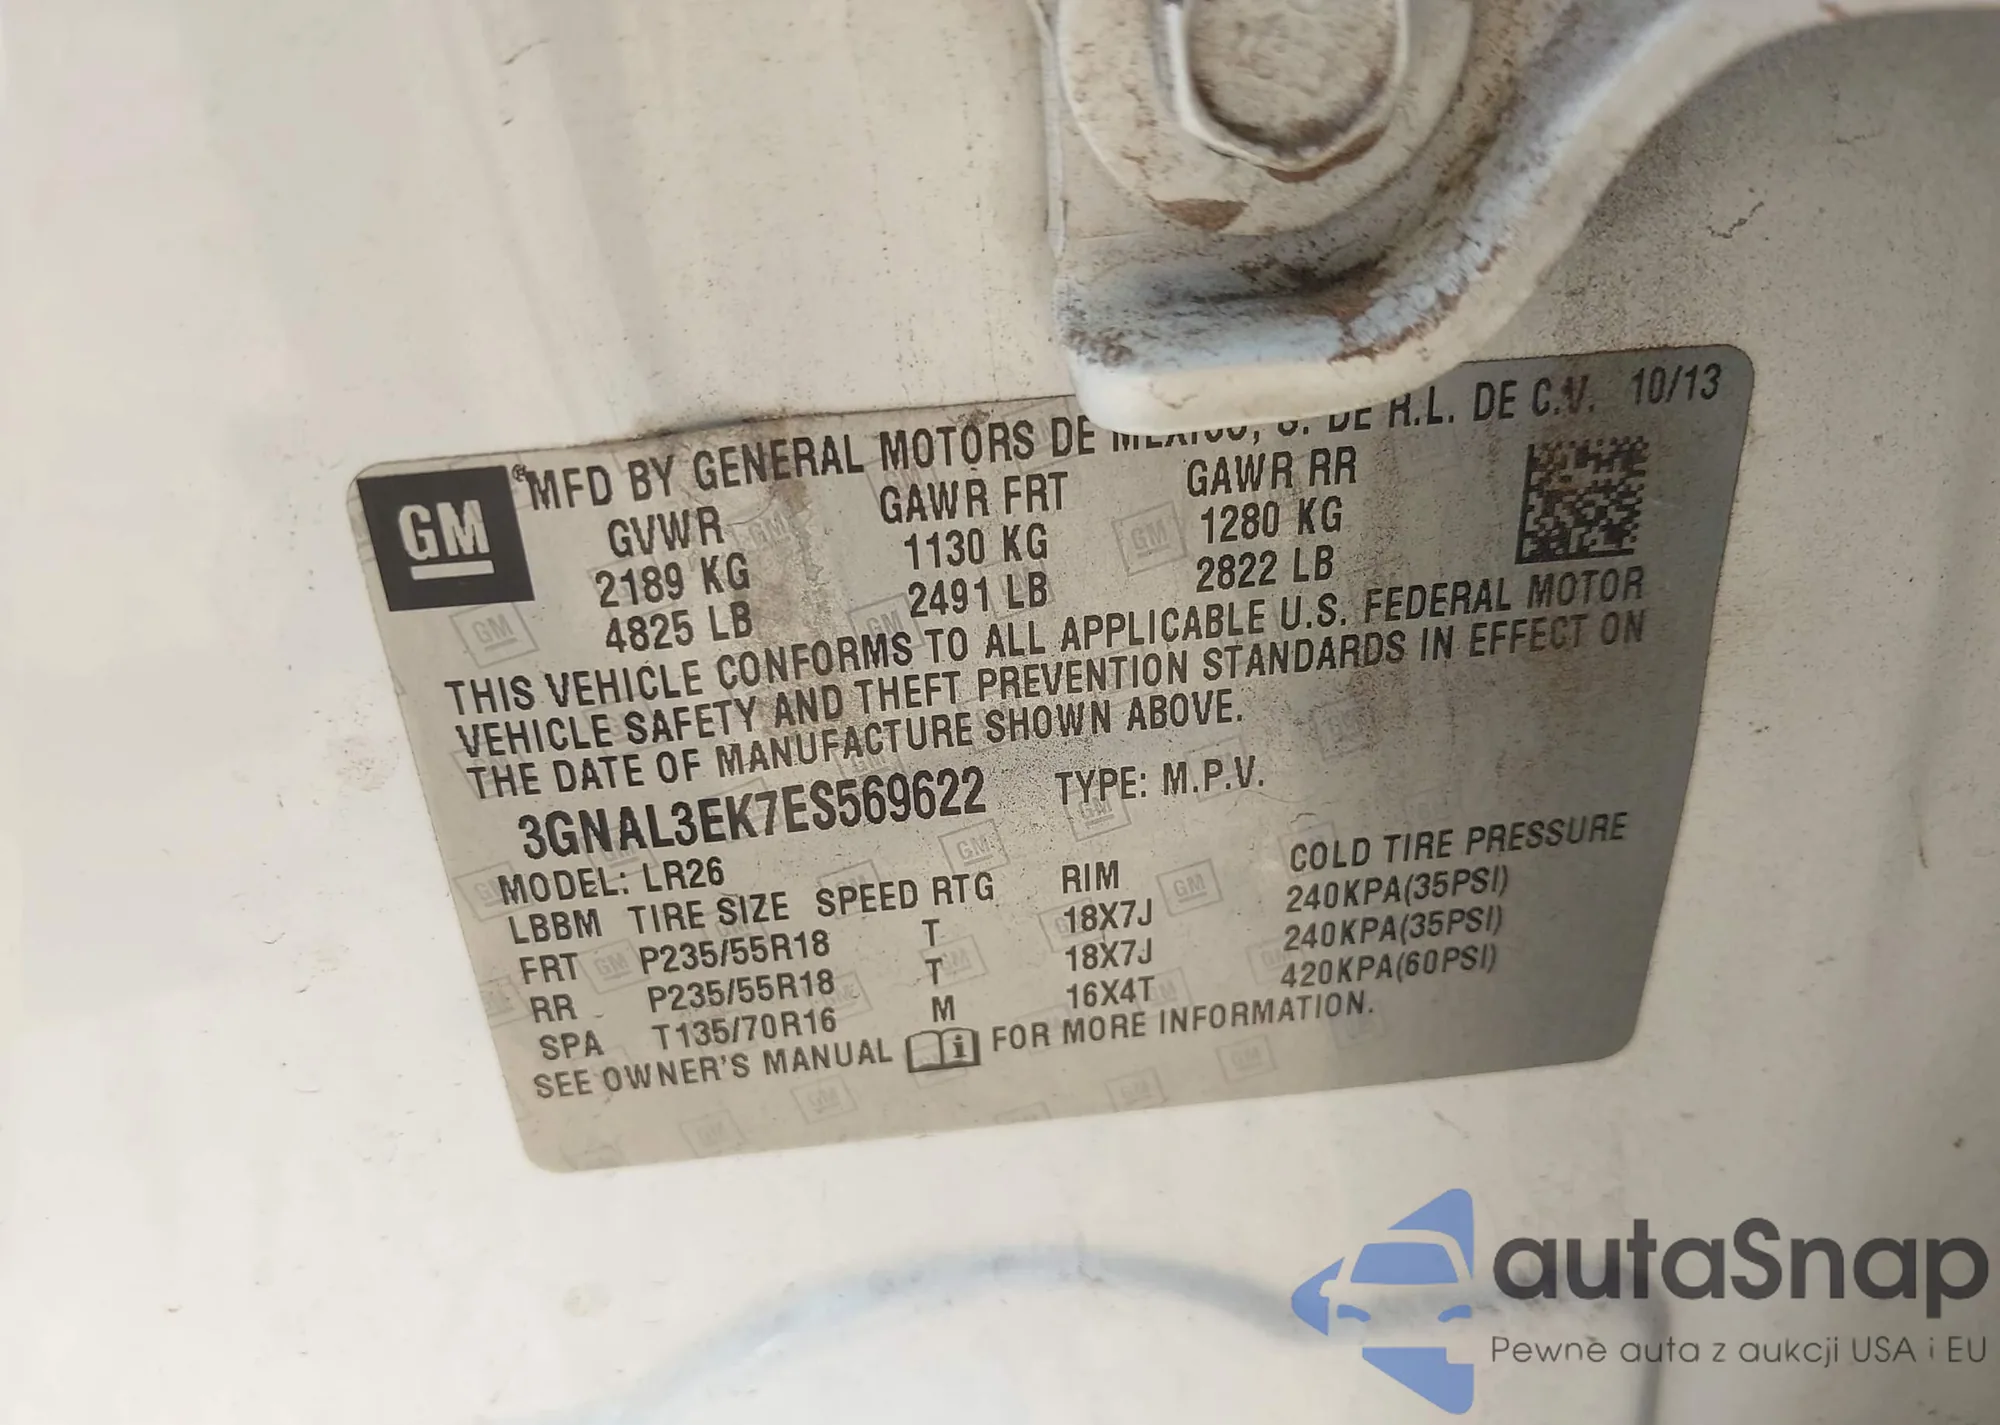 ® MFD BY GENERAL MOTORS DE MEXICO, S. DE R.L. DE C.V. 10/13
GM
GVWR GAWR FRT GAWR RR
2189 KG 1130 KG 1280 KG
4825 LB 2491 LB 2822 LB
THIS VEHICLE CONFORMS TO ALL APPLICABLE U.S. FEDERAL MOTOR
VEHICLE SAFETY AND THEFT PREVENTION STANDARDS IN EFFECT ON
THE DATE OF MANUFACTURE SHOWN ABOVE.
3GNAL3EK7ES569622 TYPE: M.P.V.
MODEL: LR26
LBBM TIRE SIZE SPEED RTG RIM COLD TIRE PRESSURE
FRT P235/55R18 T 18X7J 240KPA(35PSI)
RR P235/55R18 T 18X7J 240KPA(35PSI)
SPA T135/70R16 M 16X4T 420KPA(60PSI)
SEE OWNER'S MANUAL i FOR MORE INFORMATION.
autaSnap
Pewne auta z aukcji USA i EU